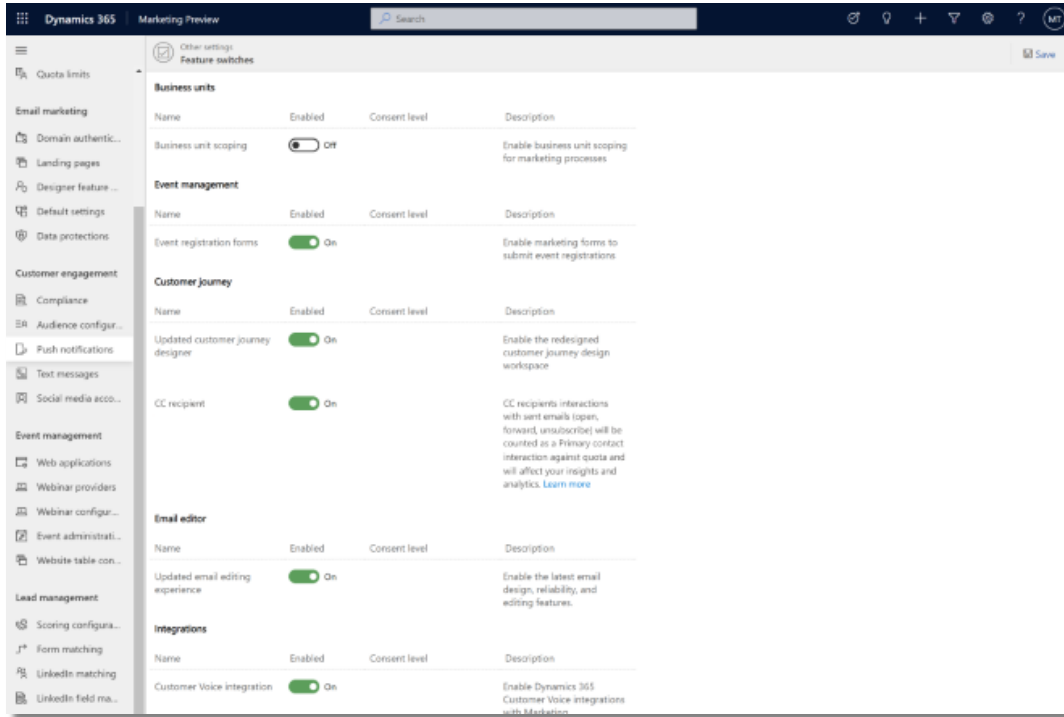 Dynamics 365
Marketing Preview
Search
MT
Other settings
Feature switches
Save
Quota limits
Email marketing
Domain authentic...
Landing pages
Designer feature ...
Default settings
Data protections
Customer engagement
Compliance
Audience configur...
Push notifications
Text messages
Social media acco...
Event management
Web applications
Webinar providers
Webinar configur...
Event administrati...
Website table con...
Lead management
Scoring configura...
Form matching
LinkedIn matching
LinkedIn field ma...
Business units
Name Enabled Consent level Description
Business unit scoping Off Enable business unit scoping
for marketing processes
Event management
Name Enabled Consent level Description
Event registration forms On Enable marketing forms to
submit event registrations
Customer journey
Name Enabled Consent level Description
Updated customer journey On Enable the redesigned
designer customer journey design
workspace
CC recipient On CC recipients interactions
with sent emails (open,
forward, unsubscribe) will be
counted as a Primary contact
interaction against quota and
will affect your insights and
analytics. Learn more
Email editor
Name Enabled Consent level Description
Updated email editing On Enable the latest email
experience design, reliability, and
editing features.
Integrations
Name Enabled Consent level Description
Customer Voice integration On Enable Dynamics 365
Customer Voice integrations
with Marketing